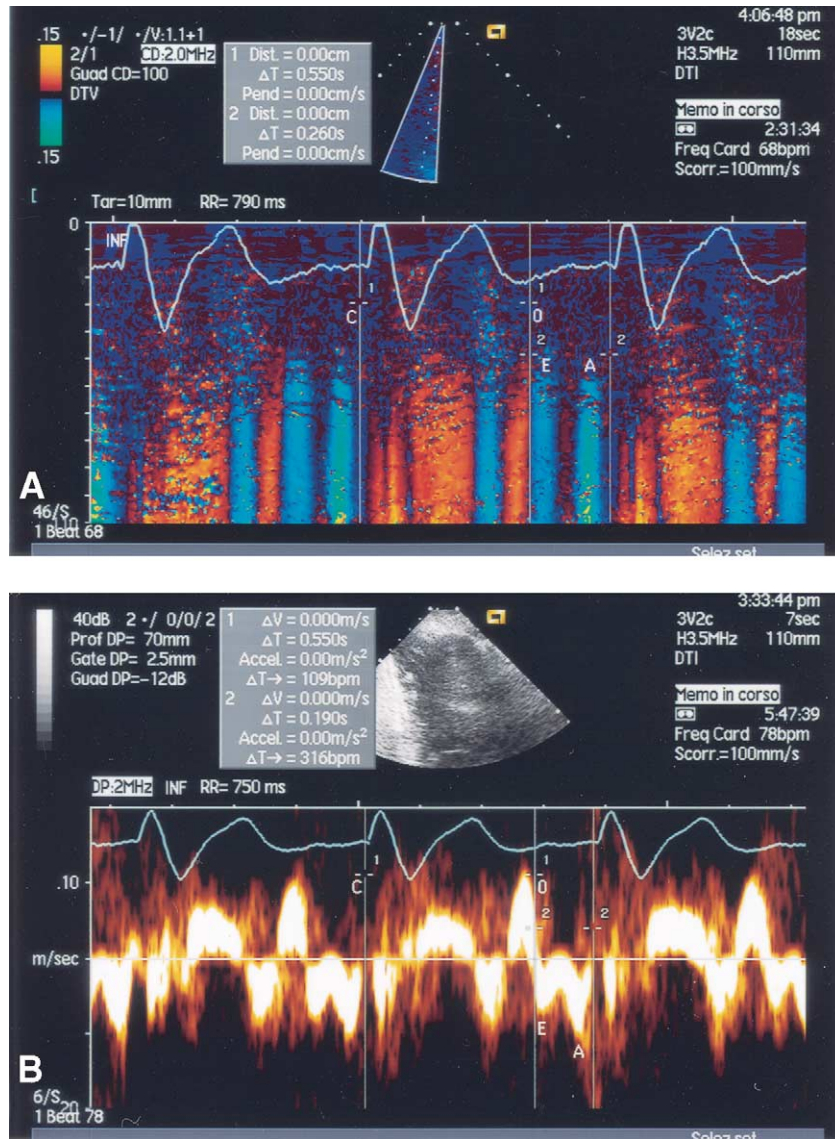 4:06:48 pm
.15 •/-1/ •/V:1.1+1
2/1 CD:2.0MHz
Guad CD=100
DTV
.15
1 Dist. = 0.00cm
ΔT = 0.550s
Pend = 0.00cm/s
2 Dist. = 0.00cm
ΔT = 0.260s
Pend = 0.00cm/s
3V2c 18sec
H3.5MHz 110mm
DTI
Memo in corso
2:31:34
Freq Card 68bpm
Scorr.=100mm/s
Tar=10mm RR= 790 ms
0
INF
1
C
1
O
2
E
A
2
A
46/S
110
1 Beat 68
Selez set
3:33:44 pm
40dB 2 •/ 0/0/ 2
Prof DP= 70mm
Gate DP= 2.5mm
Guad DP=-12dB
1 ΔV = 0.000m/s
ΔT = 0.550s
Accel. = 0.00m/s²
ΔT→ = 109bpm
2 ΔV = 0.000m/s
ΔT = 0.190s
Accel. = 0.00m/s²
ΔT→ = 316bpm
3V2c 7sec
H3.5MHz 110mm
DTI
Memo in corso
5:47:39
Freq Card 78bpm
Scorr.=100mm/s
DP:2MHz INF RR= 750 ms
.10
m/sec
1
C
1
O
2
2
E
A
B
6/S
.20
1 Beat 78
Selez set